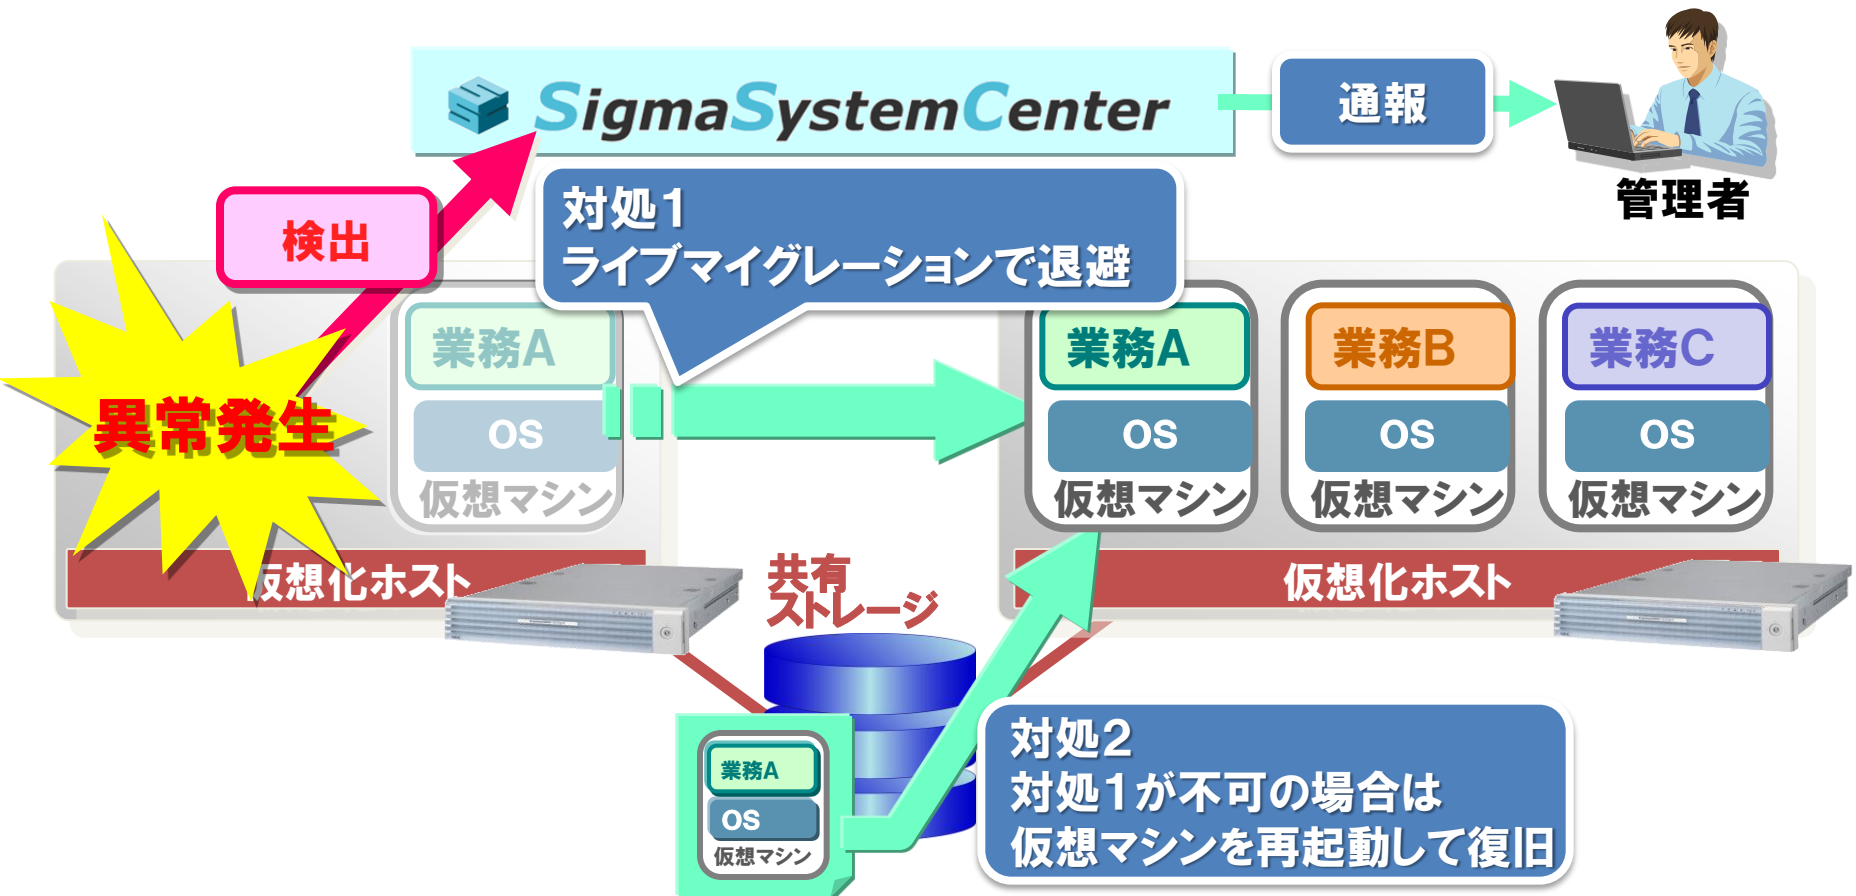 SigmaSystemCenter
通報
管理者
検出
対処1
ライブマイグレーションで退避
異常発生
業務A
OS
仮想マシン
業務A
OS
仮想マシン
業務B
OS
仮想マシン
業務C
OS
仮想マシン
仮想化ホスト
仮想化ホスト
共有
ストレージ
業務A
OS
仮想マシン
対処2
対処1が不可の場合は
仮想マシンを再起動して復旧